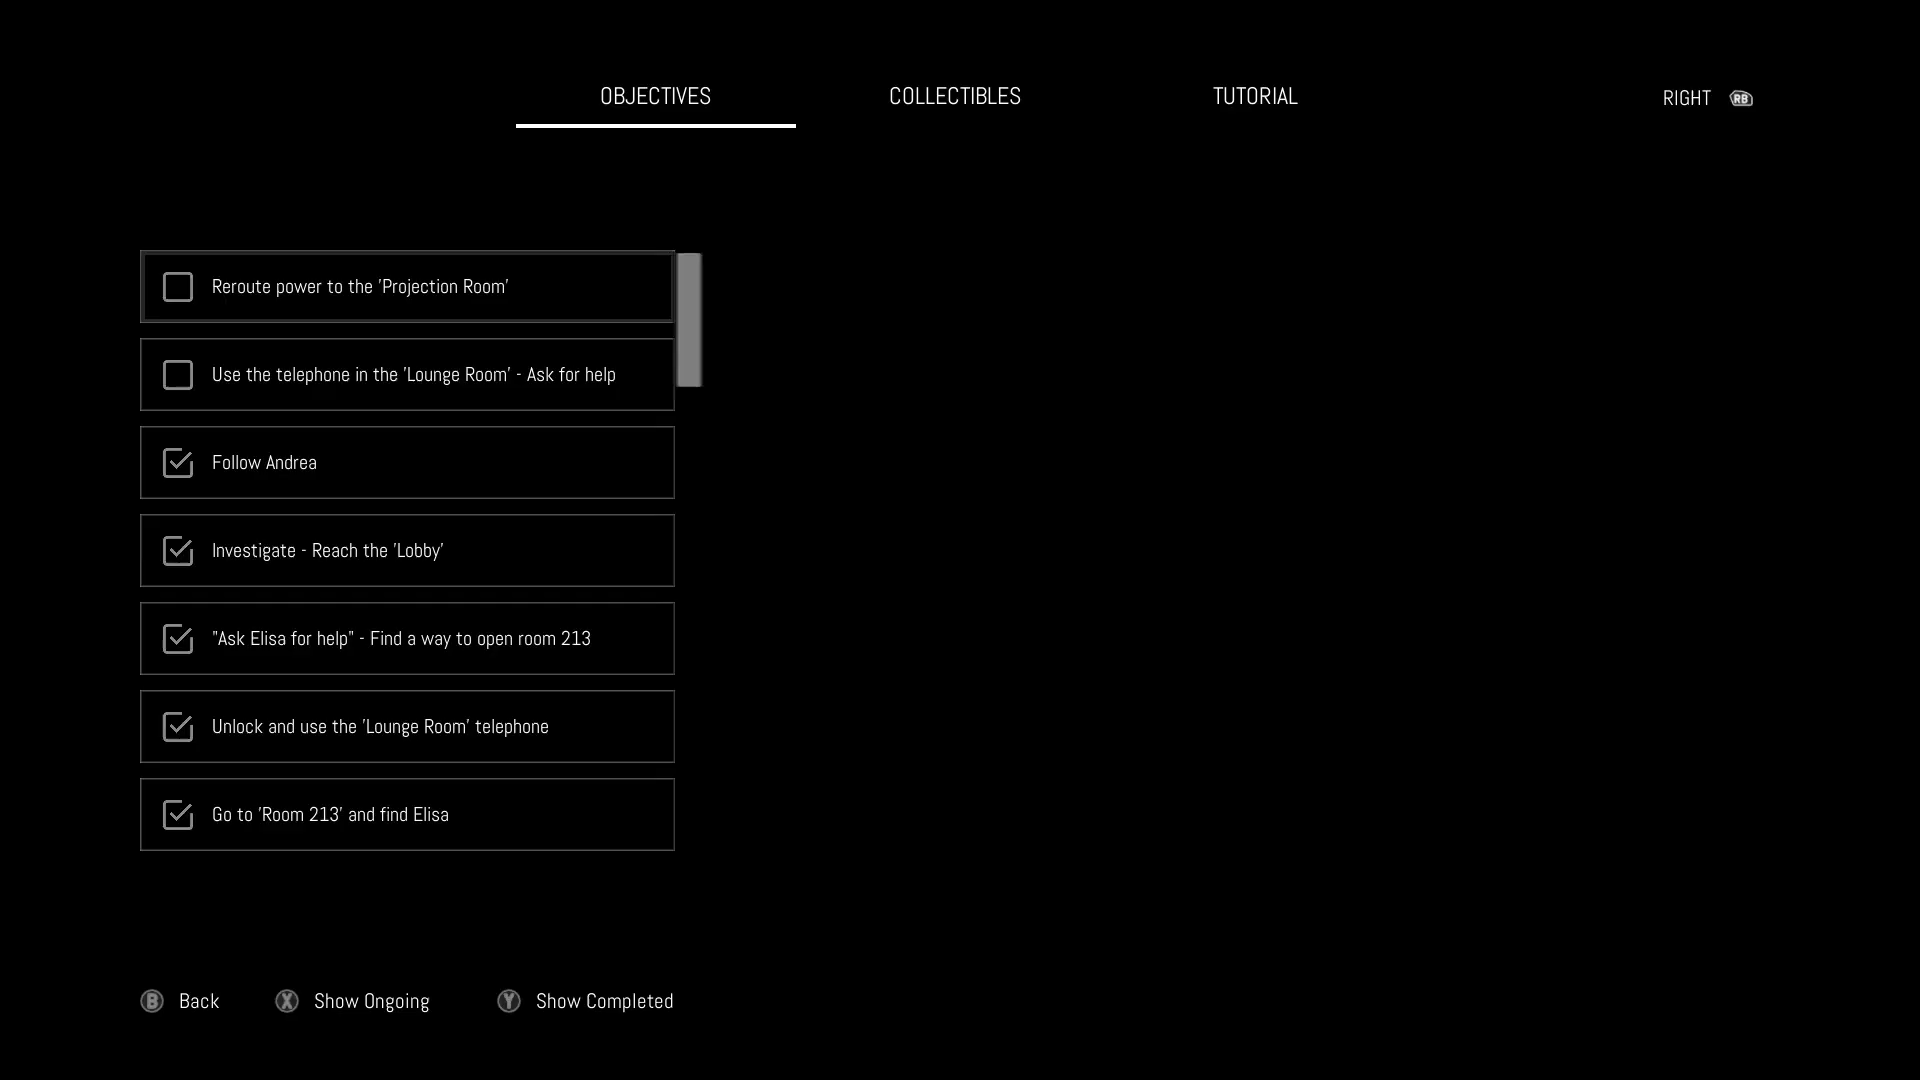 OBJECTIVES
COLLECTIBLES
TUTORIAL
RIGHT RB
Reroute power to the 'Projection Room'
Use the telephone in the 'Lounge Room' - Ask for help
Follow Andrea
Investigate - Reach the 'Lobby'
"Ask Elisa for help" - Find a way to open room 213
Unlock and use the 'Lounge Room' telephone
Go to 'Room 213' and find Elisa
B Back
X Show Ongoing
Y Show Completed